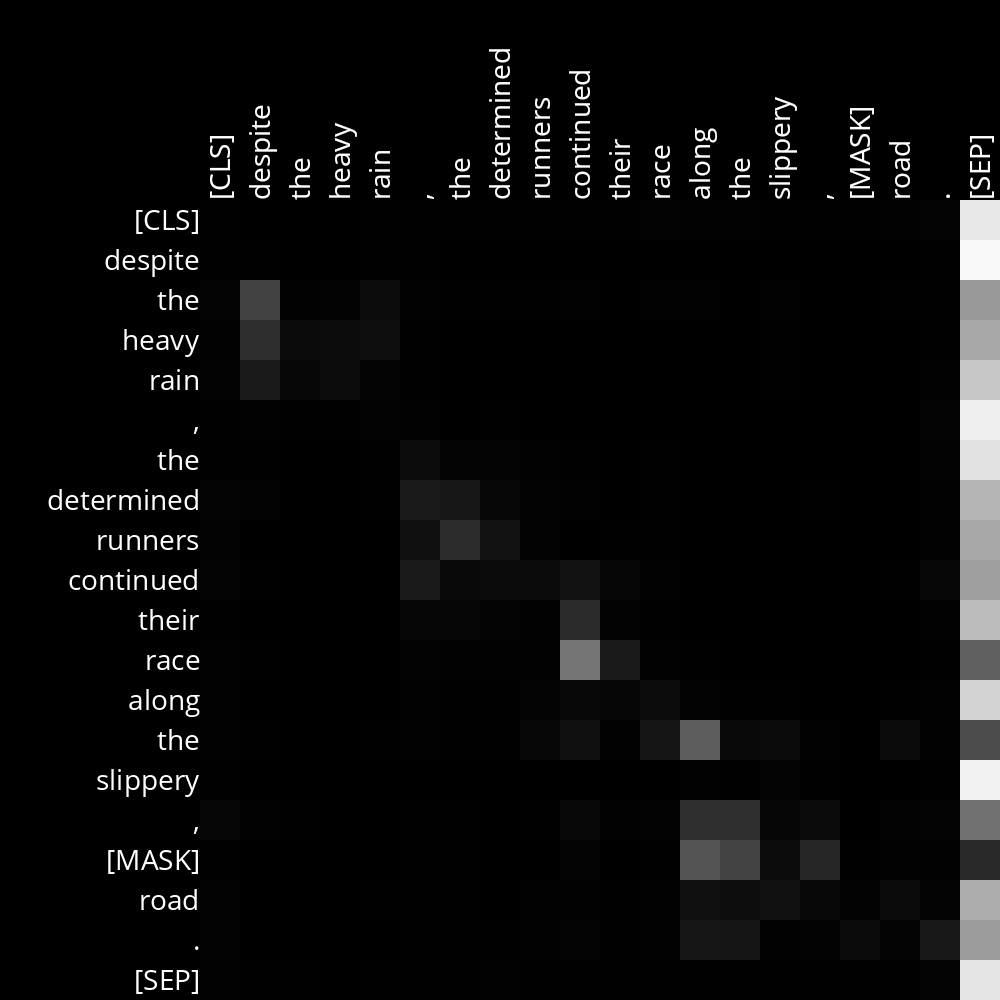 [CLS]
despite
the
heavy
rain
,
the
determined
runners
continued
their
race
along
the
slippery
,
[MASK]
road
.
[SEP]
[CLS]
despite
the
heavy
rain
,
the
determined
runners
continued
their
race
along
the
slippery
,
[MASK]
road
.
[SEP]